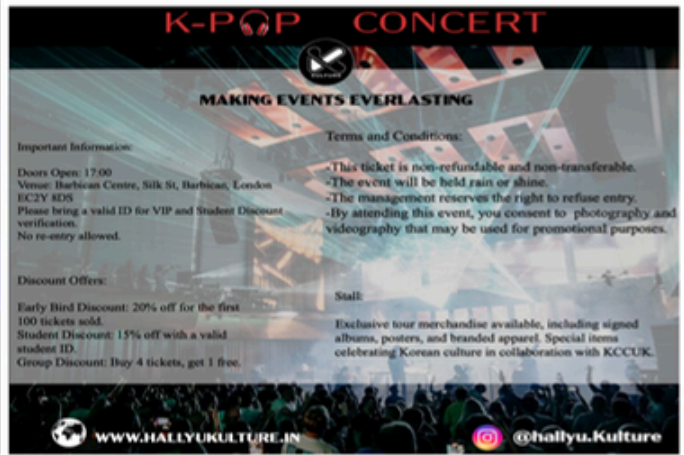 K-POP CONCERT
KULTURE
MAKING EVENTS EVERLASTING
Important Information:
Doors Open: 17:00
Venue: Barbican Centre, Silk St, Barbican, London
EC2Y 8DS
Please bring a valid ID for VIP and Student Discount
verification.
No re-entry allowed.
Discount Offers:
Early Bird Discount: 20% off for the first
100 tickets sold.
Student Discount: 15% off with a valid
student ID.
Group Discount: Buy 4 tickets, get 1 free.
Terms and Conditions:
-This ticket is non-refundable and non-transferable.
-The event will be held rain or shine.
-The management reserves the right to refuse entry.
-By attending this event, you consent to photography and
videography that may be used for promotional purposes.
Stall:
Exclusive tour merchandise available, including signed
albums, posters, and branded apparel. Special items
celebrating Korean culture in collaboration with KCCUK.
WWW.HALLYUKULTURE.IN
@hallyu.Kulture